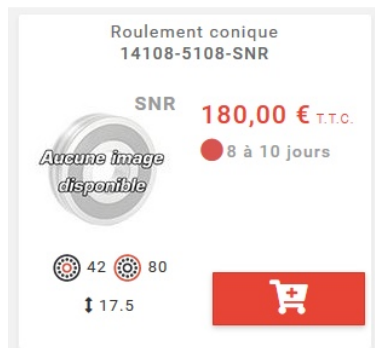 Roulement conique
14108-5108-SNR
SNR
180,00 € T.T.C.
8 à 10 jours
Aucune image
disponible
42 80
17.5